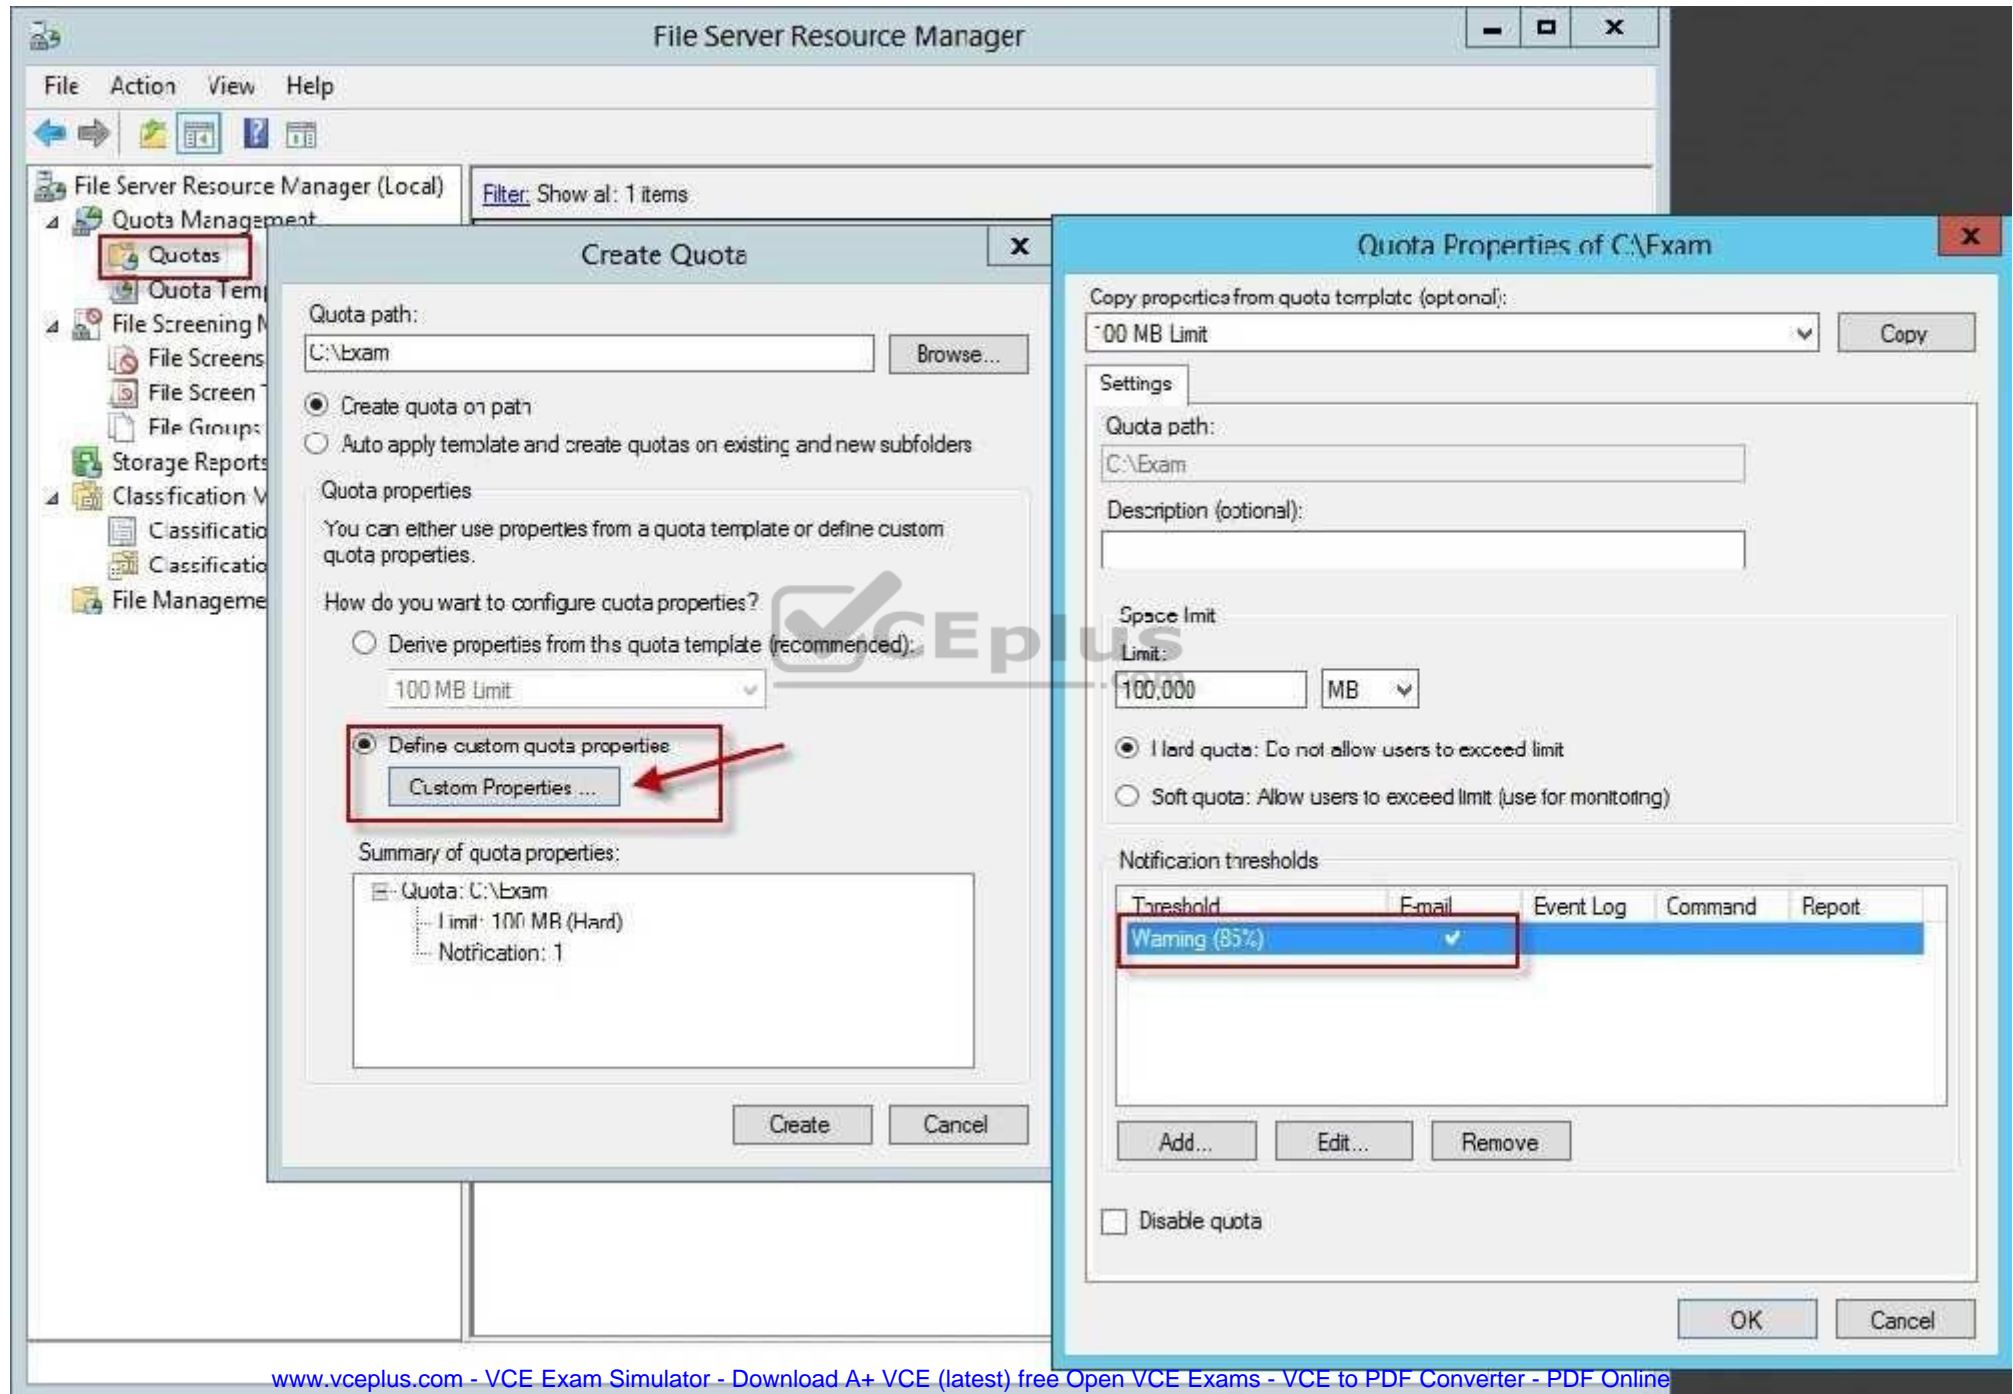 File Server Resource Manager
File Action View Help
File Server Resource Manager (Local)
Quota Management
Quotas
Quota Temp
File Screening M
File Screens
File Screen T
File Groups
Storage Reports
Classification M
Classificatio
Classificatio
File Manageme
Filter: Show all: 1 items
Create Quota
Quota path:
C:\Exam
Browse...
Create quota on path
Auto apply template and create quotas on existing and new subfolders
Quota properties
You can either use properties from a quota template or define custom
quota properties.
How do you want to configure quota properties?
Derive properties from this quota template (recommended):
100 MB Limit
Define custom quota properties
Custom Properties ...
Summary of quota properties:
Quota: C:\Exam
Limit: 100 MB (Hard)
Notification: 1
Create
Cancel
VCEplus
.com
Quota Properties of C:\Exam
Copy properties from quota template (optional):
100 MB Limit
Copy
Settings
Quota path:
C:\Exam
Description (optional):
Space limit
Limit:
100.000
MB
Hard quota: Do not allow users to exceed limit
Soft quota: Allow users to exceed limit (use for monitoring)
Notification thresholds
Threshold E-mail Event Log Command Report
Warning (85%)
Add...
Edit...
Remove
Disable quota
OK
Cancel
www.vceplus.com - VCE Exam Simulator - Download A+ VCE (latest) free Open VCE Exams - VCE to PDF Converter - PDF Online